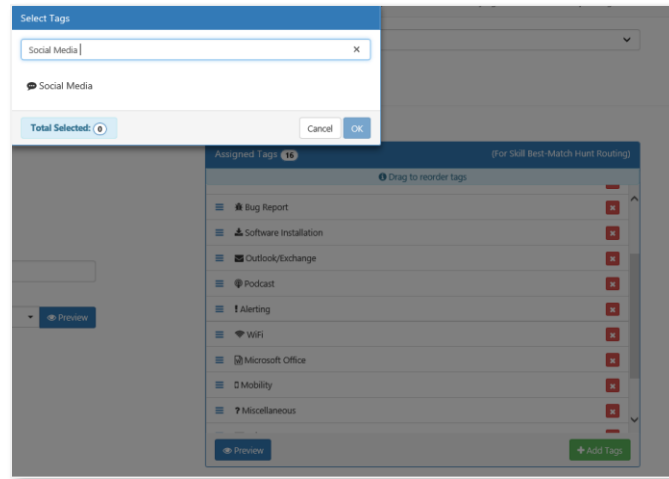 Select Tags
Social Media
Social Media
Total Selected: 0
Cancel OK
Assigned Tags 16 (For Skill Best-Match Hunt Routing)
Drag to reorder tags
Bug Report
Software Installation
Outlook/Exchange
Podcast
Alerting
WiFi
Microsoft Office
Mobility
Miscellaneous
Preview
Preview + Add Tags